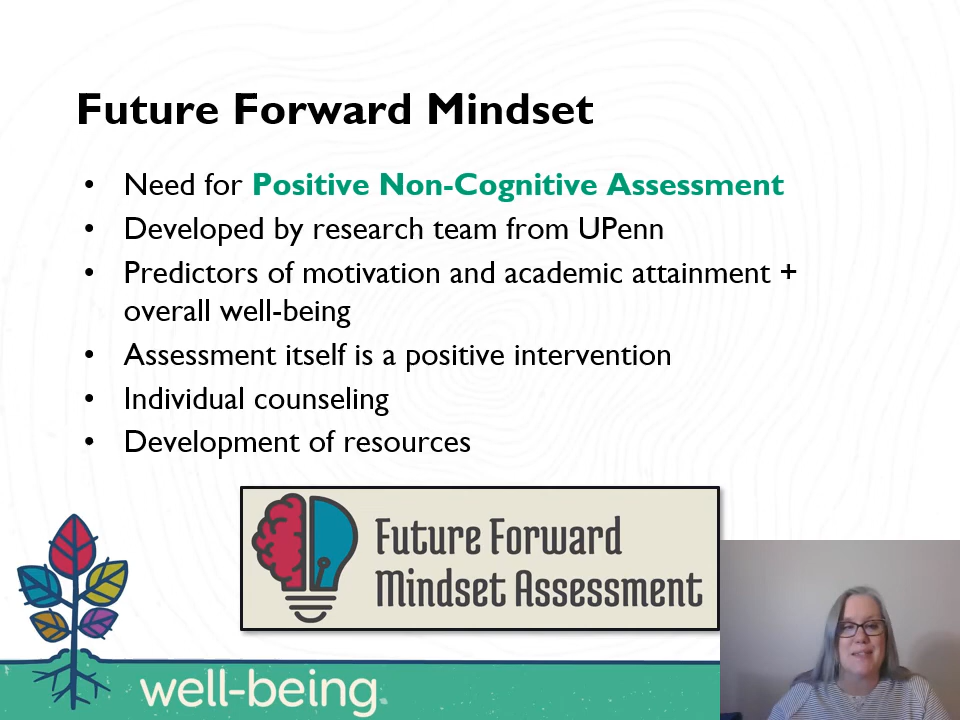 Future Forward Mindset
• Need for Positive Non-Cognitive Assessment
• Developed by research team from UPenn
• Predictors of motivation and academic attainment +
overall well-being
• Assessment itself is a positive intervention
• Individual counseling
• Development of resources
Future Forward
Mindset Assessment
well-being